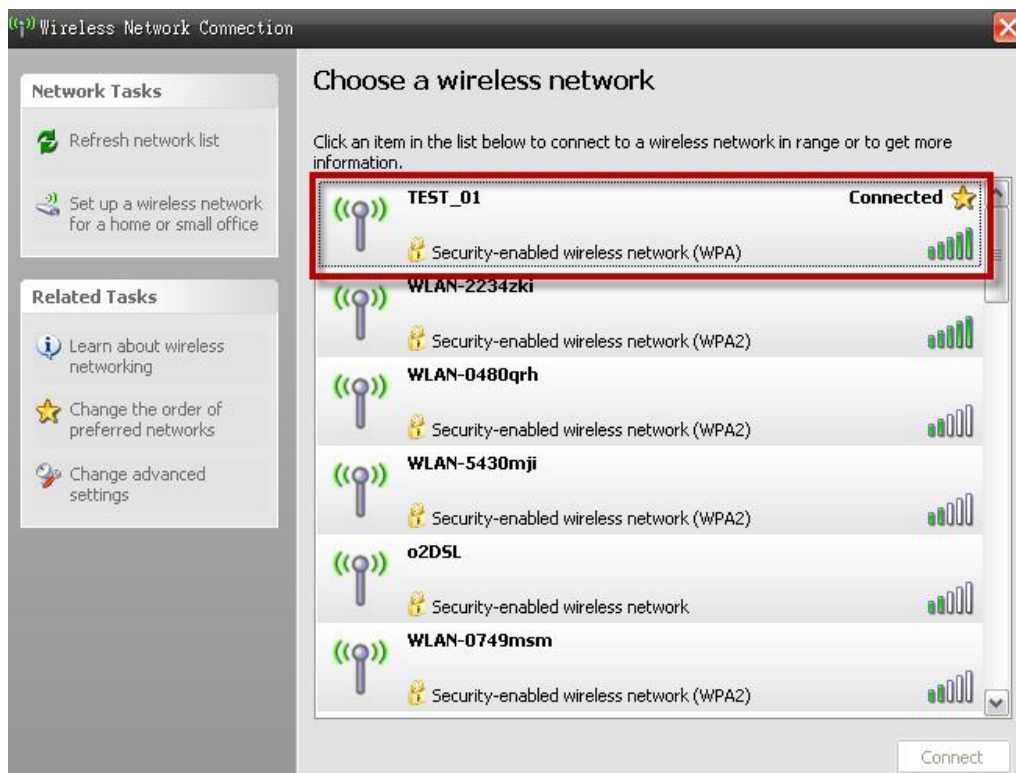 Wireless Network Connection
Network Tasks
Refresh network list
Set up a wireless network
for a home or small office
Related Tasks
Learn about wireless
networking
Change the order of
preferred networks
Change advanced
settings
Choose a wireless network
Click an item in the list below to connect to a wireless network in range or to get more
information.
TEST_01 Connected
Security-enabled wireless network (WPA)
WLAN-2234zki
Security-enabled wireless network (WPA2)
WLAN-0480qrh
Security-enabled wireless network (WPA2)
WLAN-5430mji
Security-enabled wireless network (WPA2)
o2DSL
Security-enabled wireless network
WLAN-0749msm
Security-enabled wireless network (WPA2)
Connect